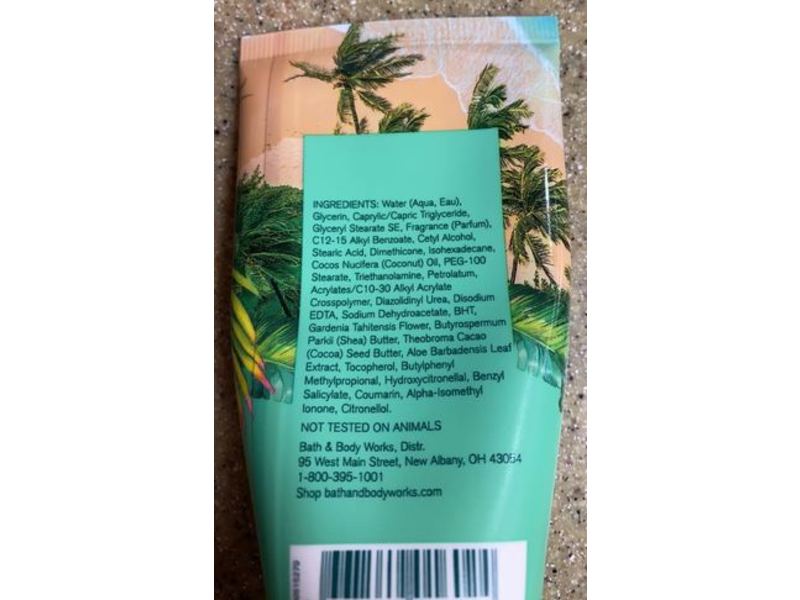 INGREDIENTS: Water (Aqua, Eau),
Glycerin, Caprylic/Capric Triglyceride,
Glyceryl Stearate SE, Fragrance (Parfum),
C12-15 Alkyl Benzoate, Cetyl Alcohol,
Stearic Acid, Dimethicone, Isohexadecane,
Cocos Nucifera (Coconut) Oil, PEG-100
Stearate, Triethanolamine, Petrolatum,
Acrylates/C10-30 Alkyl Acrylate
Crosspolymer, Diazolidinyl Urea, Disodium
EDTA, Sodium Dehydroacetate, BHT,
Gardenia Tahitensis Flower, Butyrospermum
Parkii (Shea) Butter, Theobroma Cacao
(Cocoa) Seed Butter, Aloe Barbadensis Leaf
Extract, Tocopherol, Butylphenyl
Methylpropional, Hydroxycitronellal, Benzyl
Salicylate, Coumarin, Alpha-Isomethyl
Ionone, Citronellol.
NOT TESTED ON ANIMALS
Bath & Body Works, Distr.
95 West Main Street, New Albany, OH 43054
1-800-395-1001
Shop bathandbodyworks.com